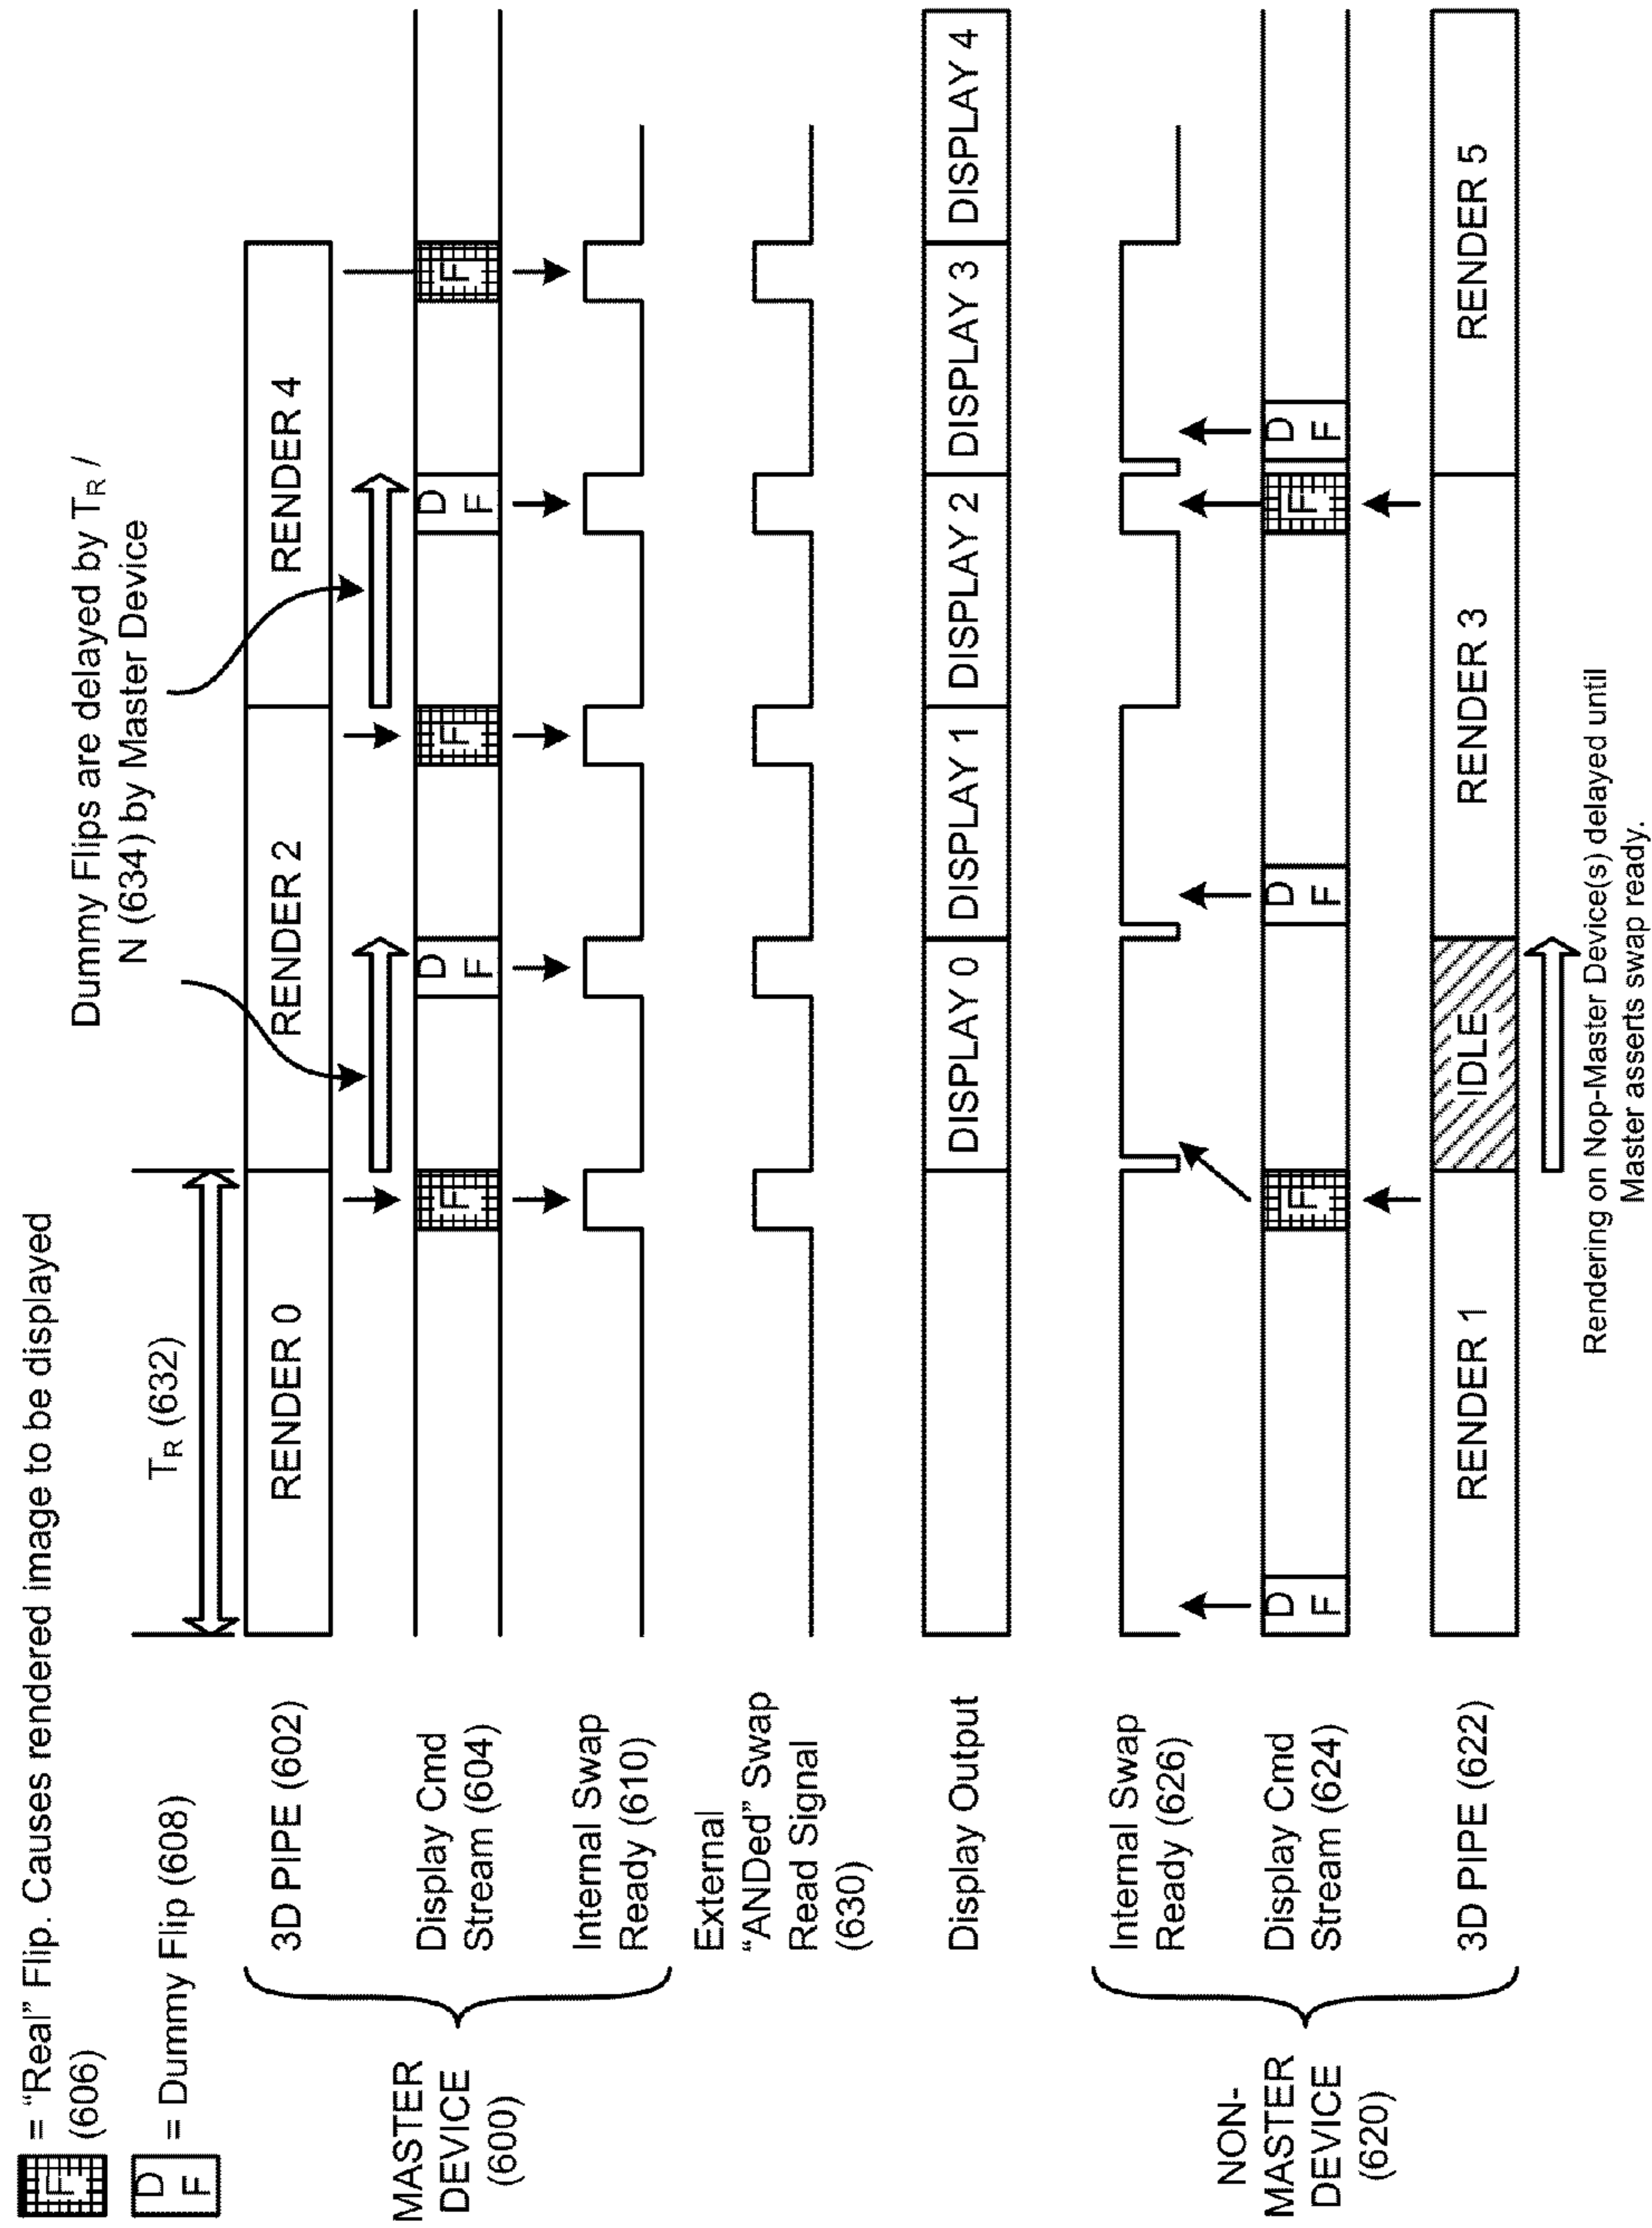 = “Real” Flip. Causes rendered image to be displayed
(606)
F
= Dummy Flip (608)
D
F
Dummy Flips are delayed by TR /
N (634) by Master Device
TR (632)
MASTER
DEVICE
(600)
3D PIPE (602)
RENDER 0
RENDER 2
RENDER 4
Display Cmd
Stream (604)
F
D
F
F
D
F
F
Internal Swap
Ready (610)
External
“ANDed” Swap
Read Signal
(630)
Display Output
DISPLAY 0
DISPLAY 1
DISPLAY 2
DISPLAY 3
DISPLAY 4
NON-
MASTER
DEVICE
(620)
Internal Swap
Ready (626)
Display Cmd
Stream (624)
D
F
F
D
F
F
D
F
3D PIPE (622)
RENDER 1
IDLE
RENDER 3
RENDER 5
Rendering on Nop-Master Device(s) delayed until
Master asserts swap ready.